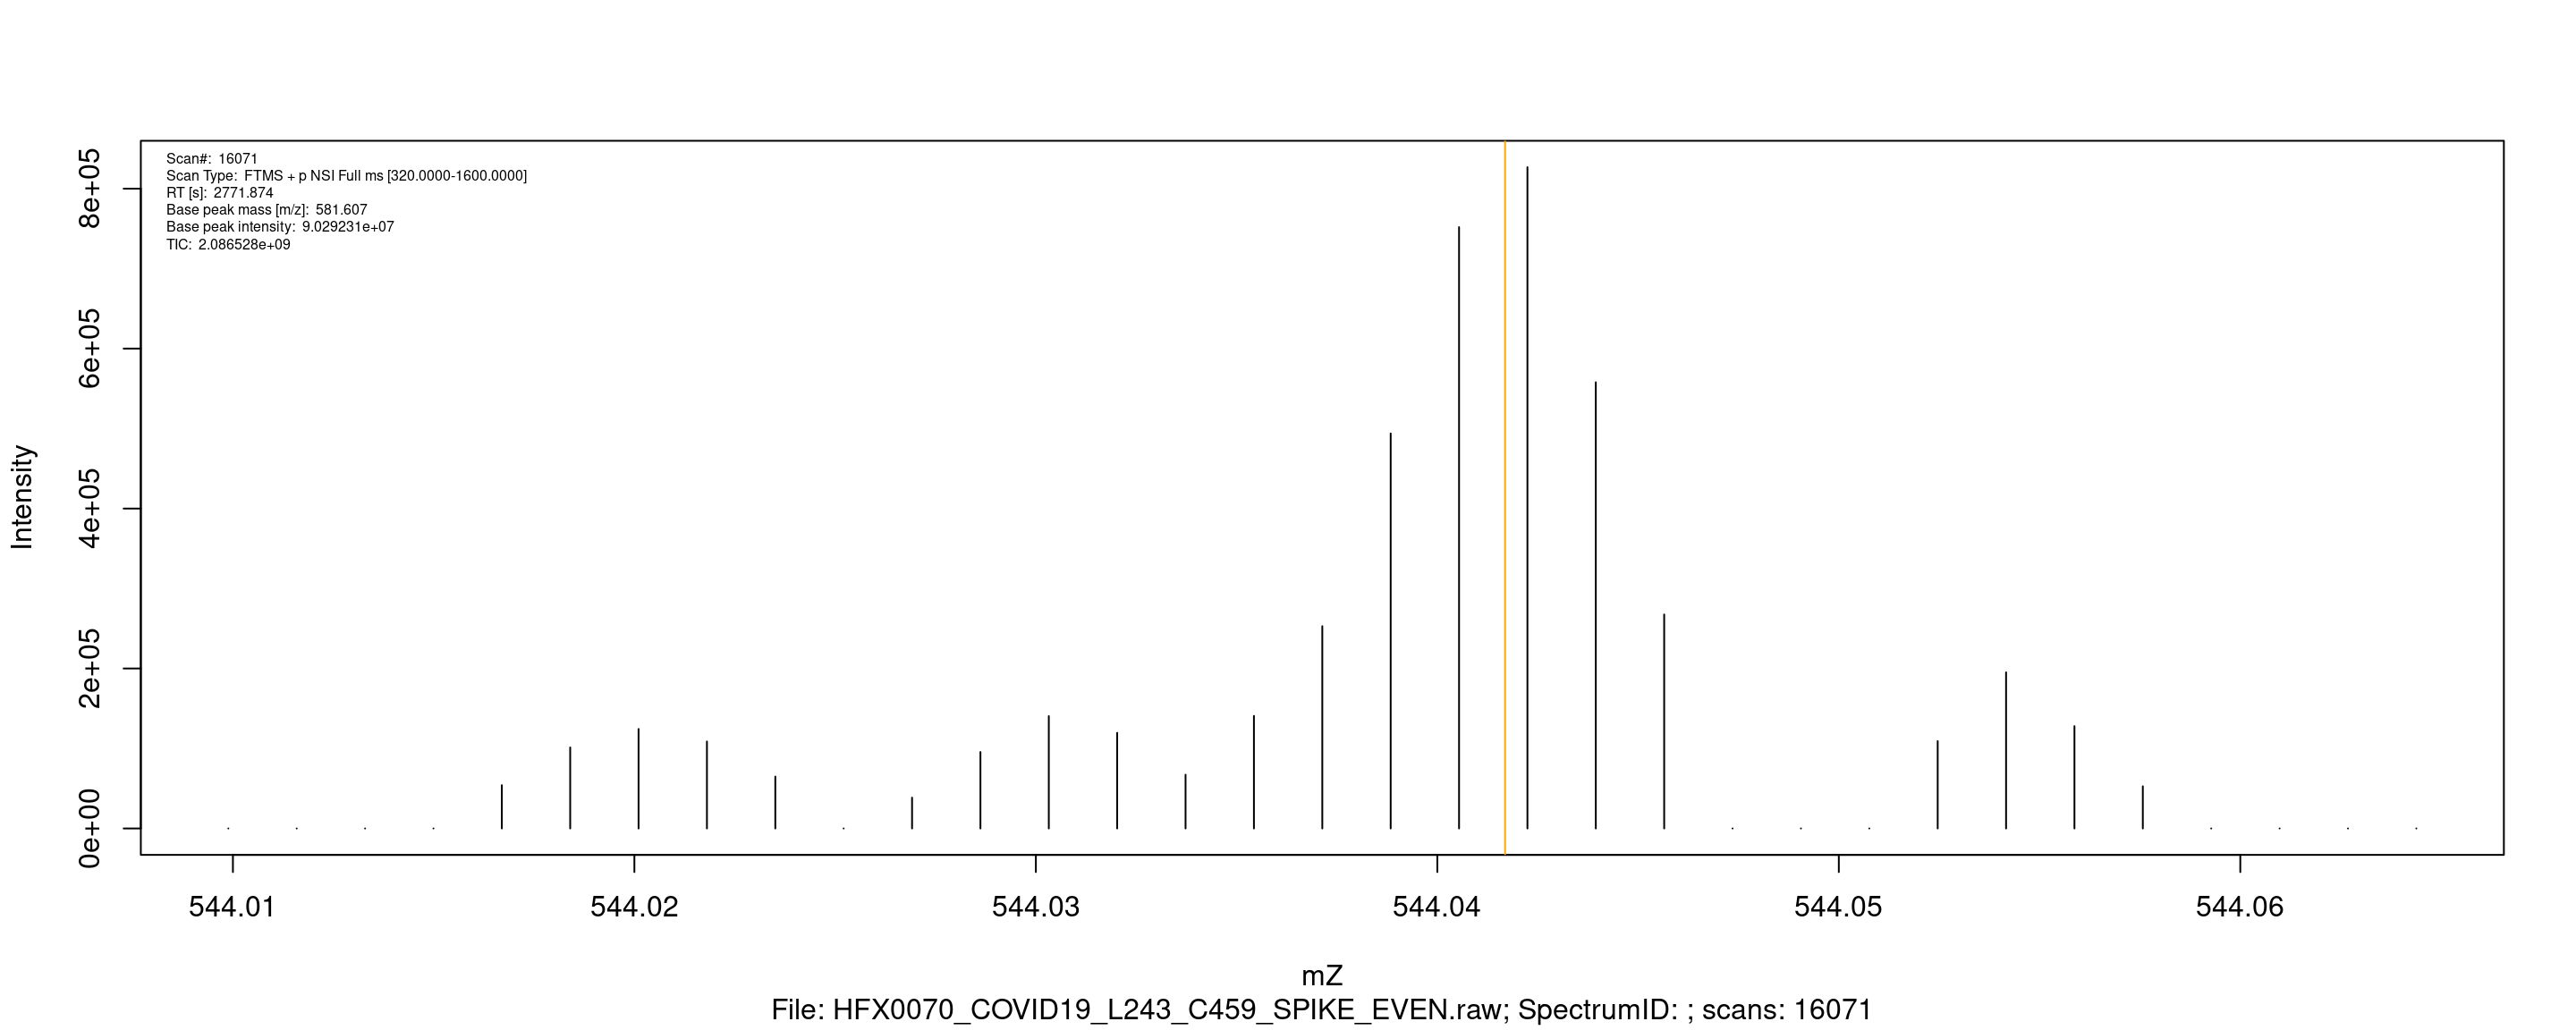 Scan#: 16071
Scan Type: FTMS + p NSI Full ms [320.0000-1600.0000]
RT [s]: 2771.874
Base peak mass [m/z]: 581.607
Base peak intensity: 9.029231e+07
TIC: 2.086528e+09
Intensity
8e+05
6e+05
4e+05
2e+05
0e+00
544.01 544.02 544.03 544.04 544.05 544.06
mZ
File: HFX0070_COVID19_L243_C459_SPIKE_EVEN.raw; SpectrumID: ; scans: 16071